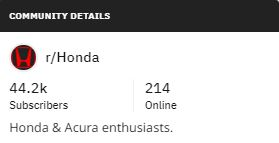 COMMUNITY DETAILS
r/Honda
44.2k 214
Subscribers Online
Honda & Acura enthusiasts.